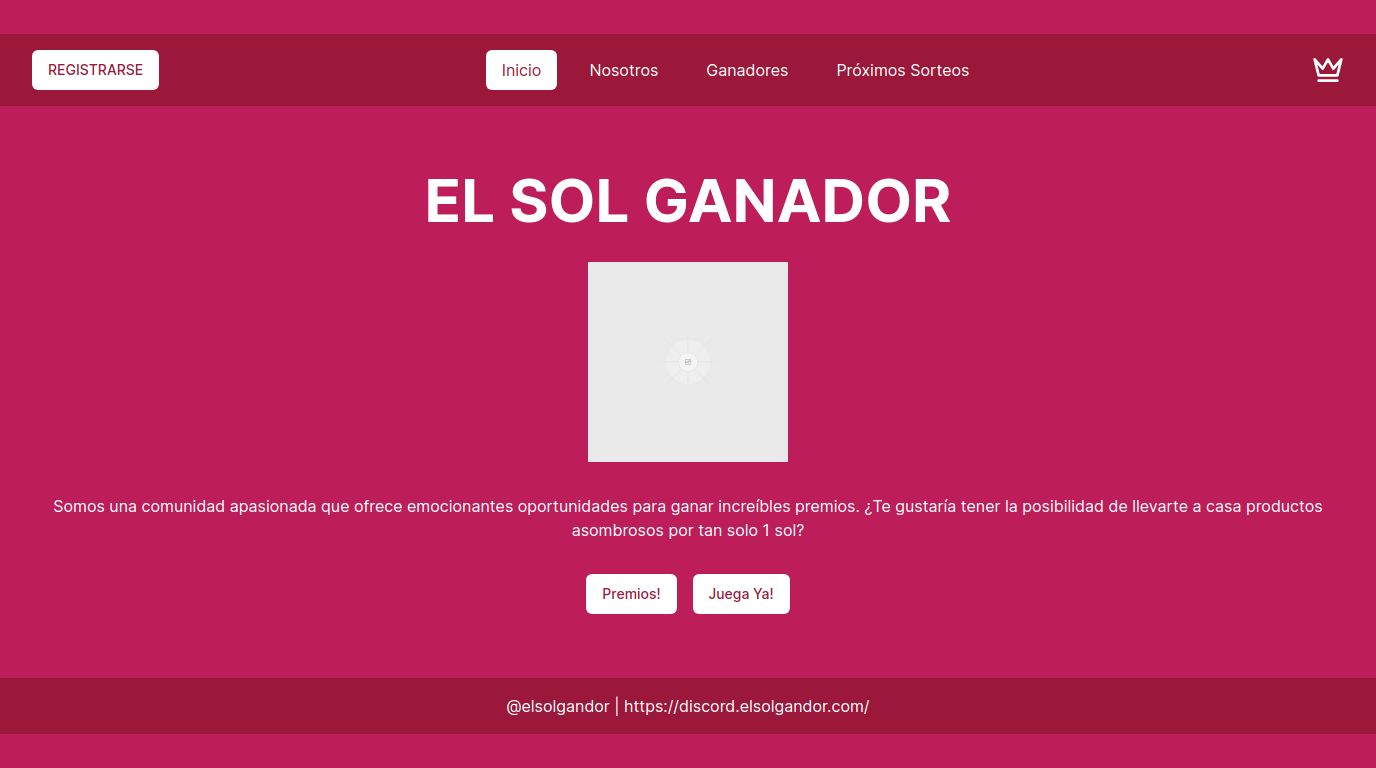 REGISTRARSE
Inicio
Nosotros
Ganadores
Próximos Sorteos
EL SOL GANADOR
Somos una comunidad apasionada que ofrece emocionantes oportunidades para ganar increíbles premios. ¿Te gustaría tener la posibilidad de llevarte a casa productos
asombrosos por tan solo 1 sol?
Premios!
Juega Ya!
@elsolgandor | https://discord.elsolgandor.com/